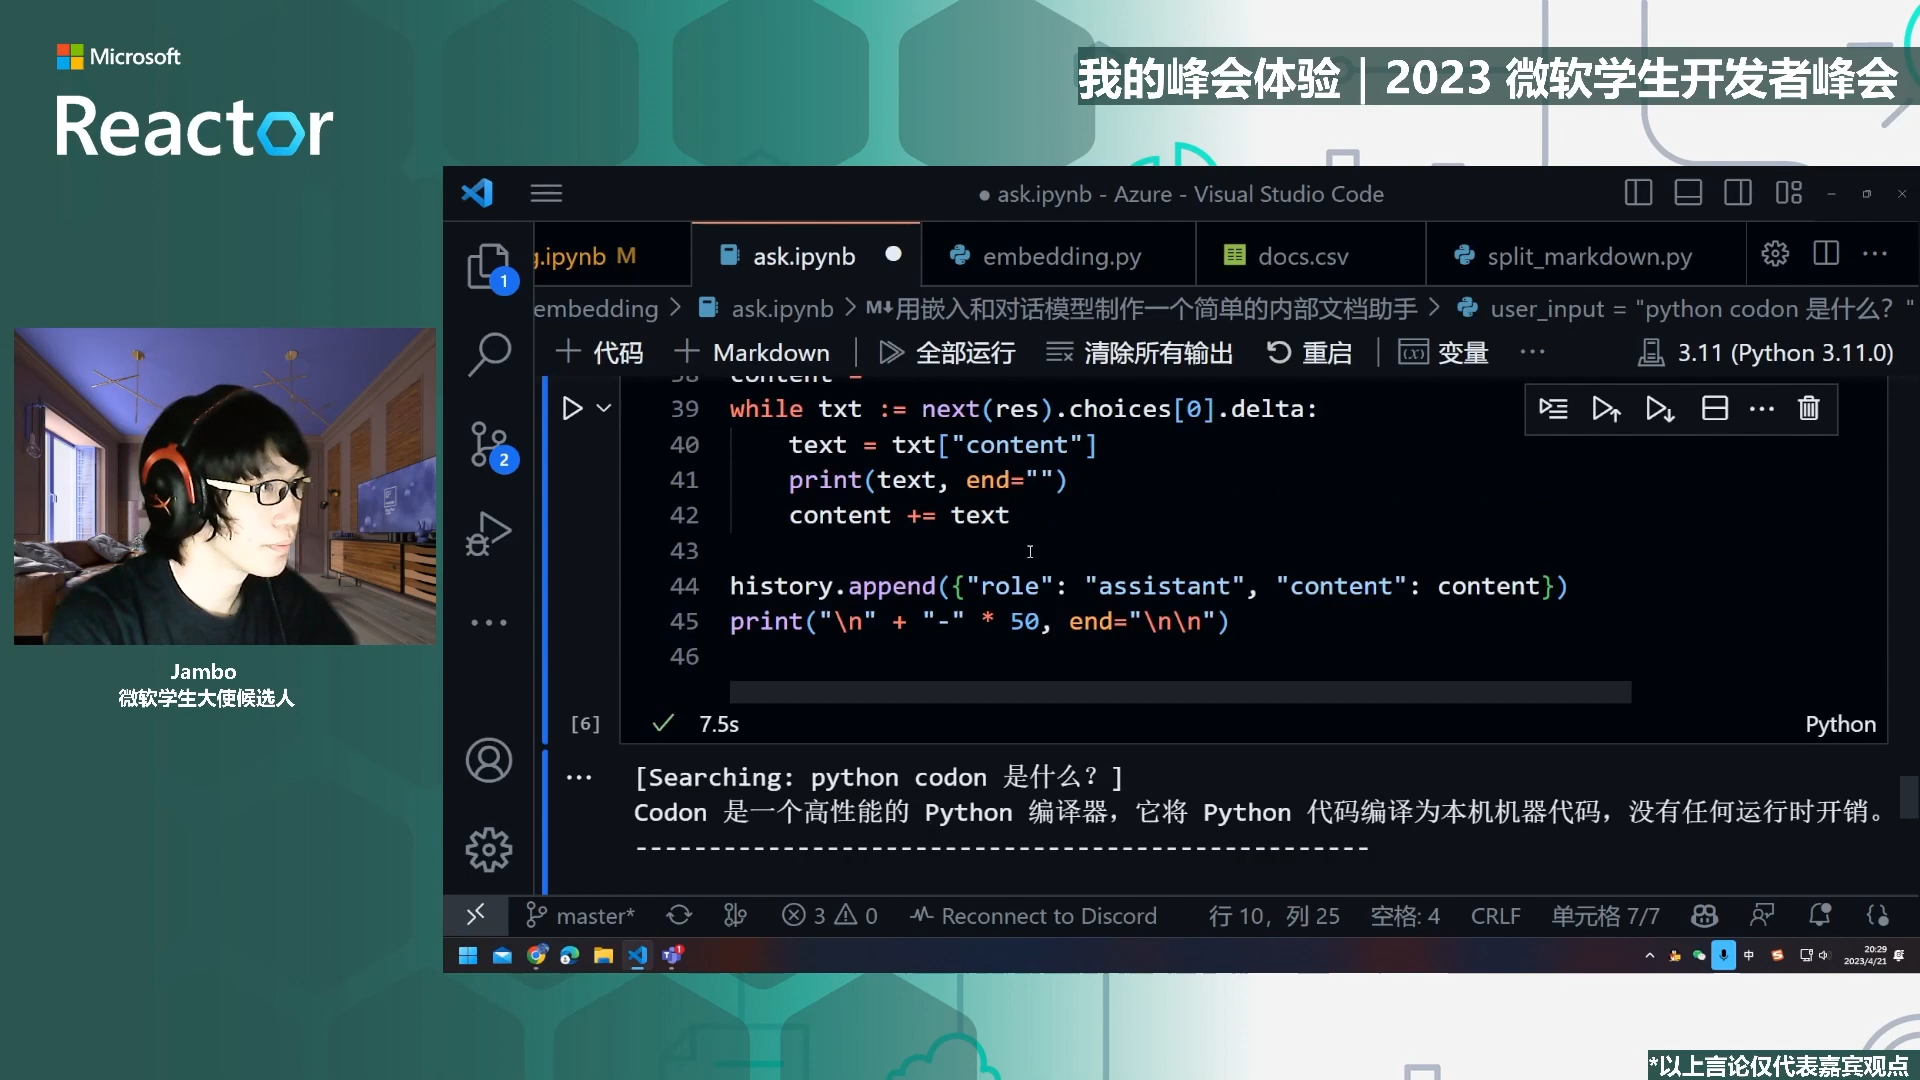 Microsoft
Reactor
我的峰会体验｜2023 微软学生开发者峰会
● ask.ipynb - Azure - Visual Studio Code
g.ipynb M
ask.ipynb
embedding.py
docs.csv
split_markdown.py
1
embedding > ask.ipynb > M↓用嵌入和对话模型制作一个简单的内部文档助手 > user_input = "python codon 是什么？"
+ 代码 + Markdown | 全部运行 清除所有输出 重启 | 变量 ··· 3.11 (Python 3.11.0)
38 content =
39 while txt := next(res).choices[0].delta:
40 text = txt["content"]
41 print(text, end="")
42 content += text
43
44 history.append({"role": "assistant", "content": content})
45 print("\n" + "-" * 50, end="\n\n")
46
2
[6] ✓ 7.5s Python
[Searching: python codon 是什么？]
Codon 是一个高性能的 Python 编译器，它将 Python 代码编译为本机机器代码，没有任何运行时开销。
--------------------------------------------------
master* 3 0 Reconnect to Discord 行 10，列 25 空格: 4 CRLF 单元格 7/7
中 20:29
2023/4/21
Jambo
微软学生大使候选人
*以上言论仅代表嘉宾观点